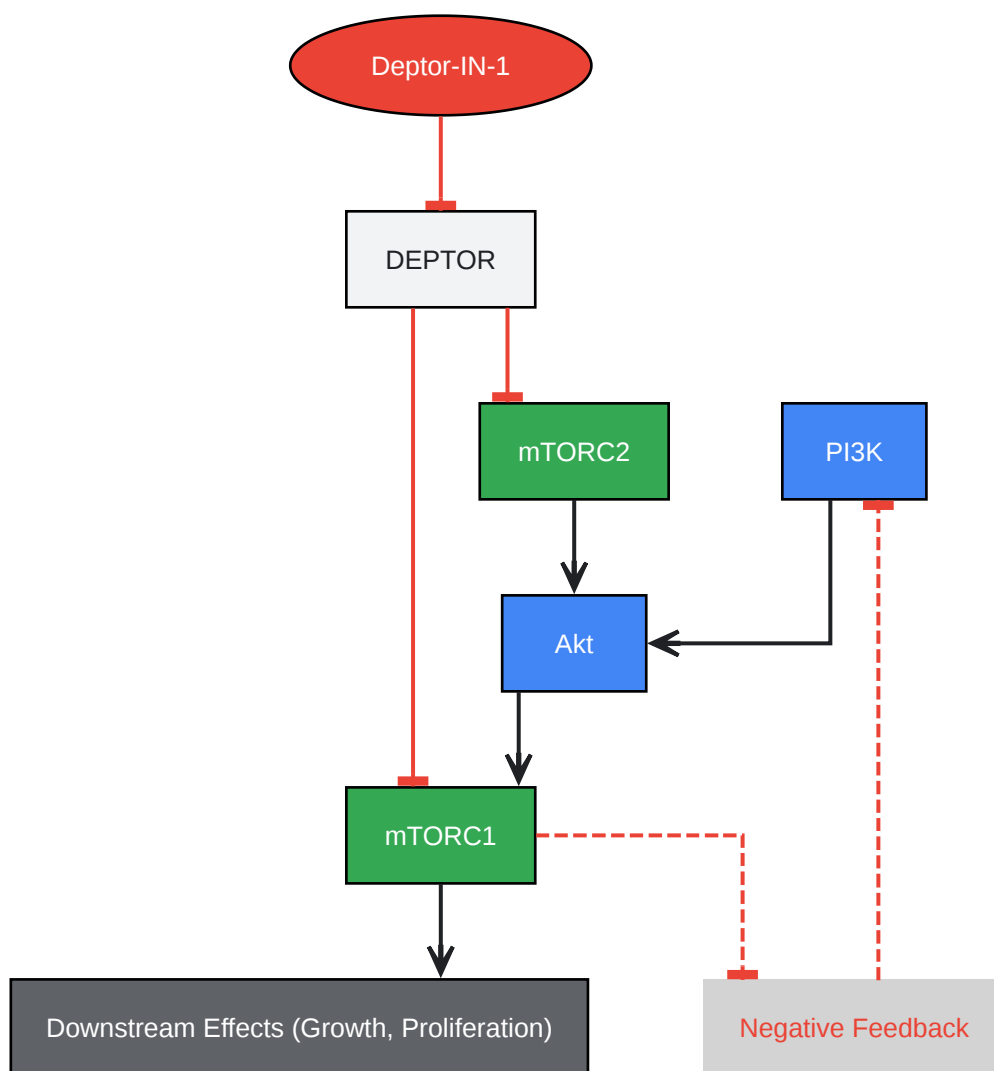 Deptor-IN-1
DEPTOR
mTORC2
PI3K
Akt
mTORC1
Downstream Effects (Growth, Proliferation)
Negative Feedback